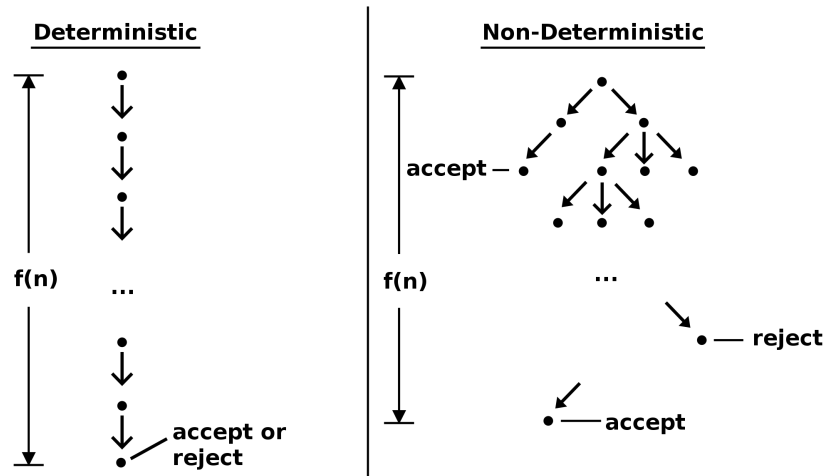 Deterministic
f(n)
...
accept or
reject
Non-Deterministic
accept
f(n)
...
reject
accept